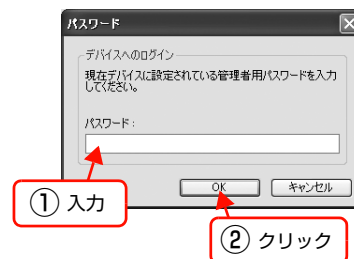 パスワード
デバイスへのログイン
現在デバイスに設定されている管理者用パスワードを入力
してください。
パスワード：
OK キャンセル
① 入力
② クリック